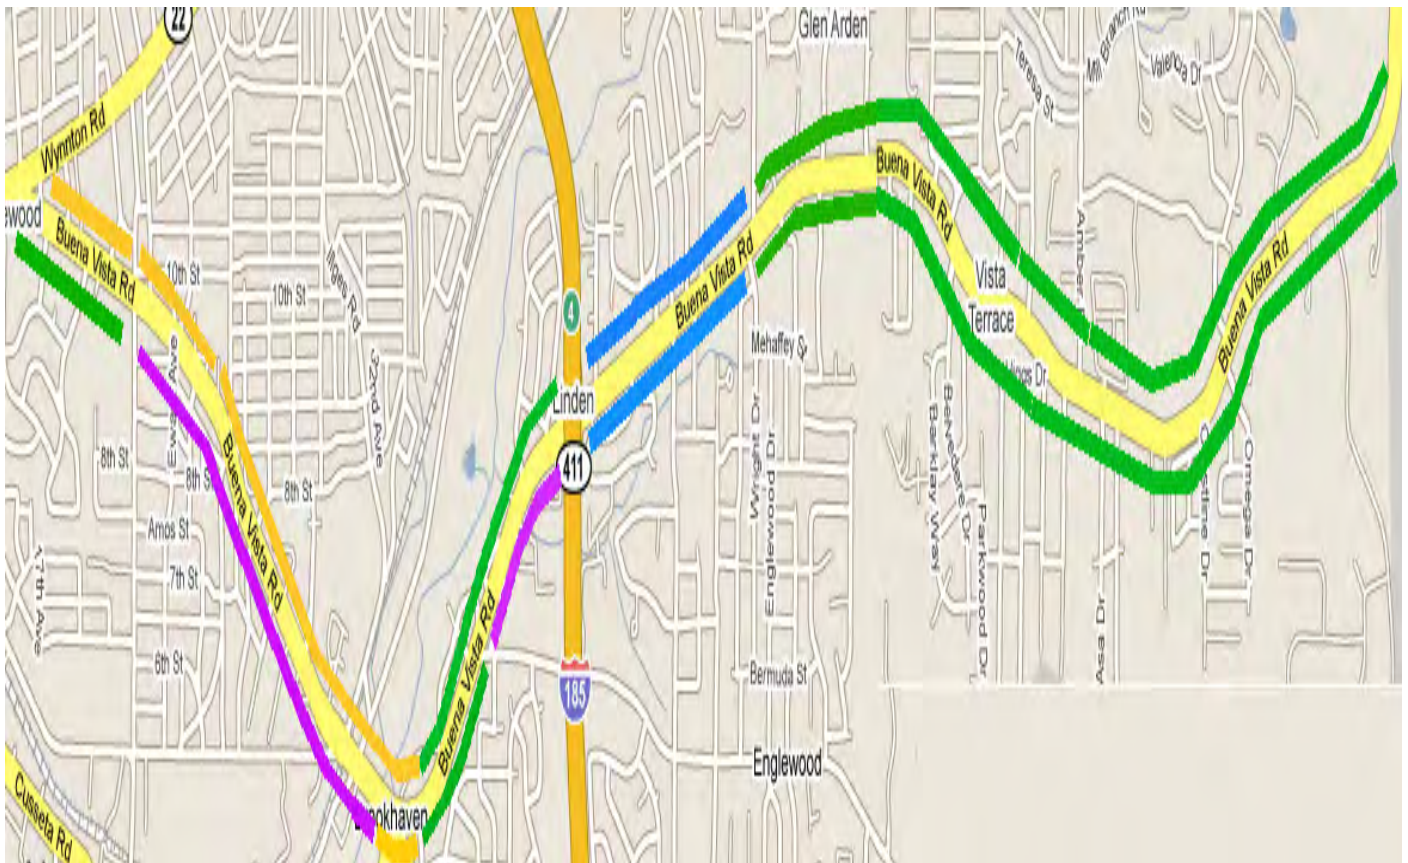 22
Glen Arden
Mill Branch Rd
Teresa St
Valencia Dr
Wynnton Rd
ewood
Buena Vista Rd
Buena Vista Rd
10th St
10th St
Illges Rd
32nd Ave
4
Buena Vista Rd
Vista
Terrace
Amber
Buena Vista Rd
Mehaffey S
Linden
411
8th St
8th St
8th St
Buena Vista Rd
Amos St
7th St
17th Ave
6th St
Buena Vista Rd
185
Wright Dr
Englewood Dr
Belvedere Dr
Barklay Way
Parkwood Dr
Asa Dr
Omega Dr
Bermuda St
Englewood
Brookhaven
Cusseta Rd